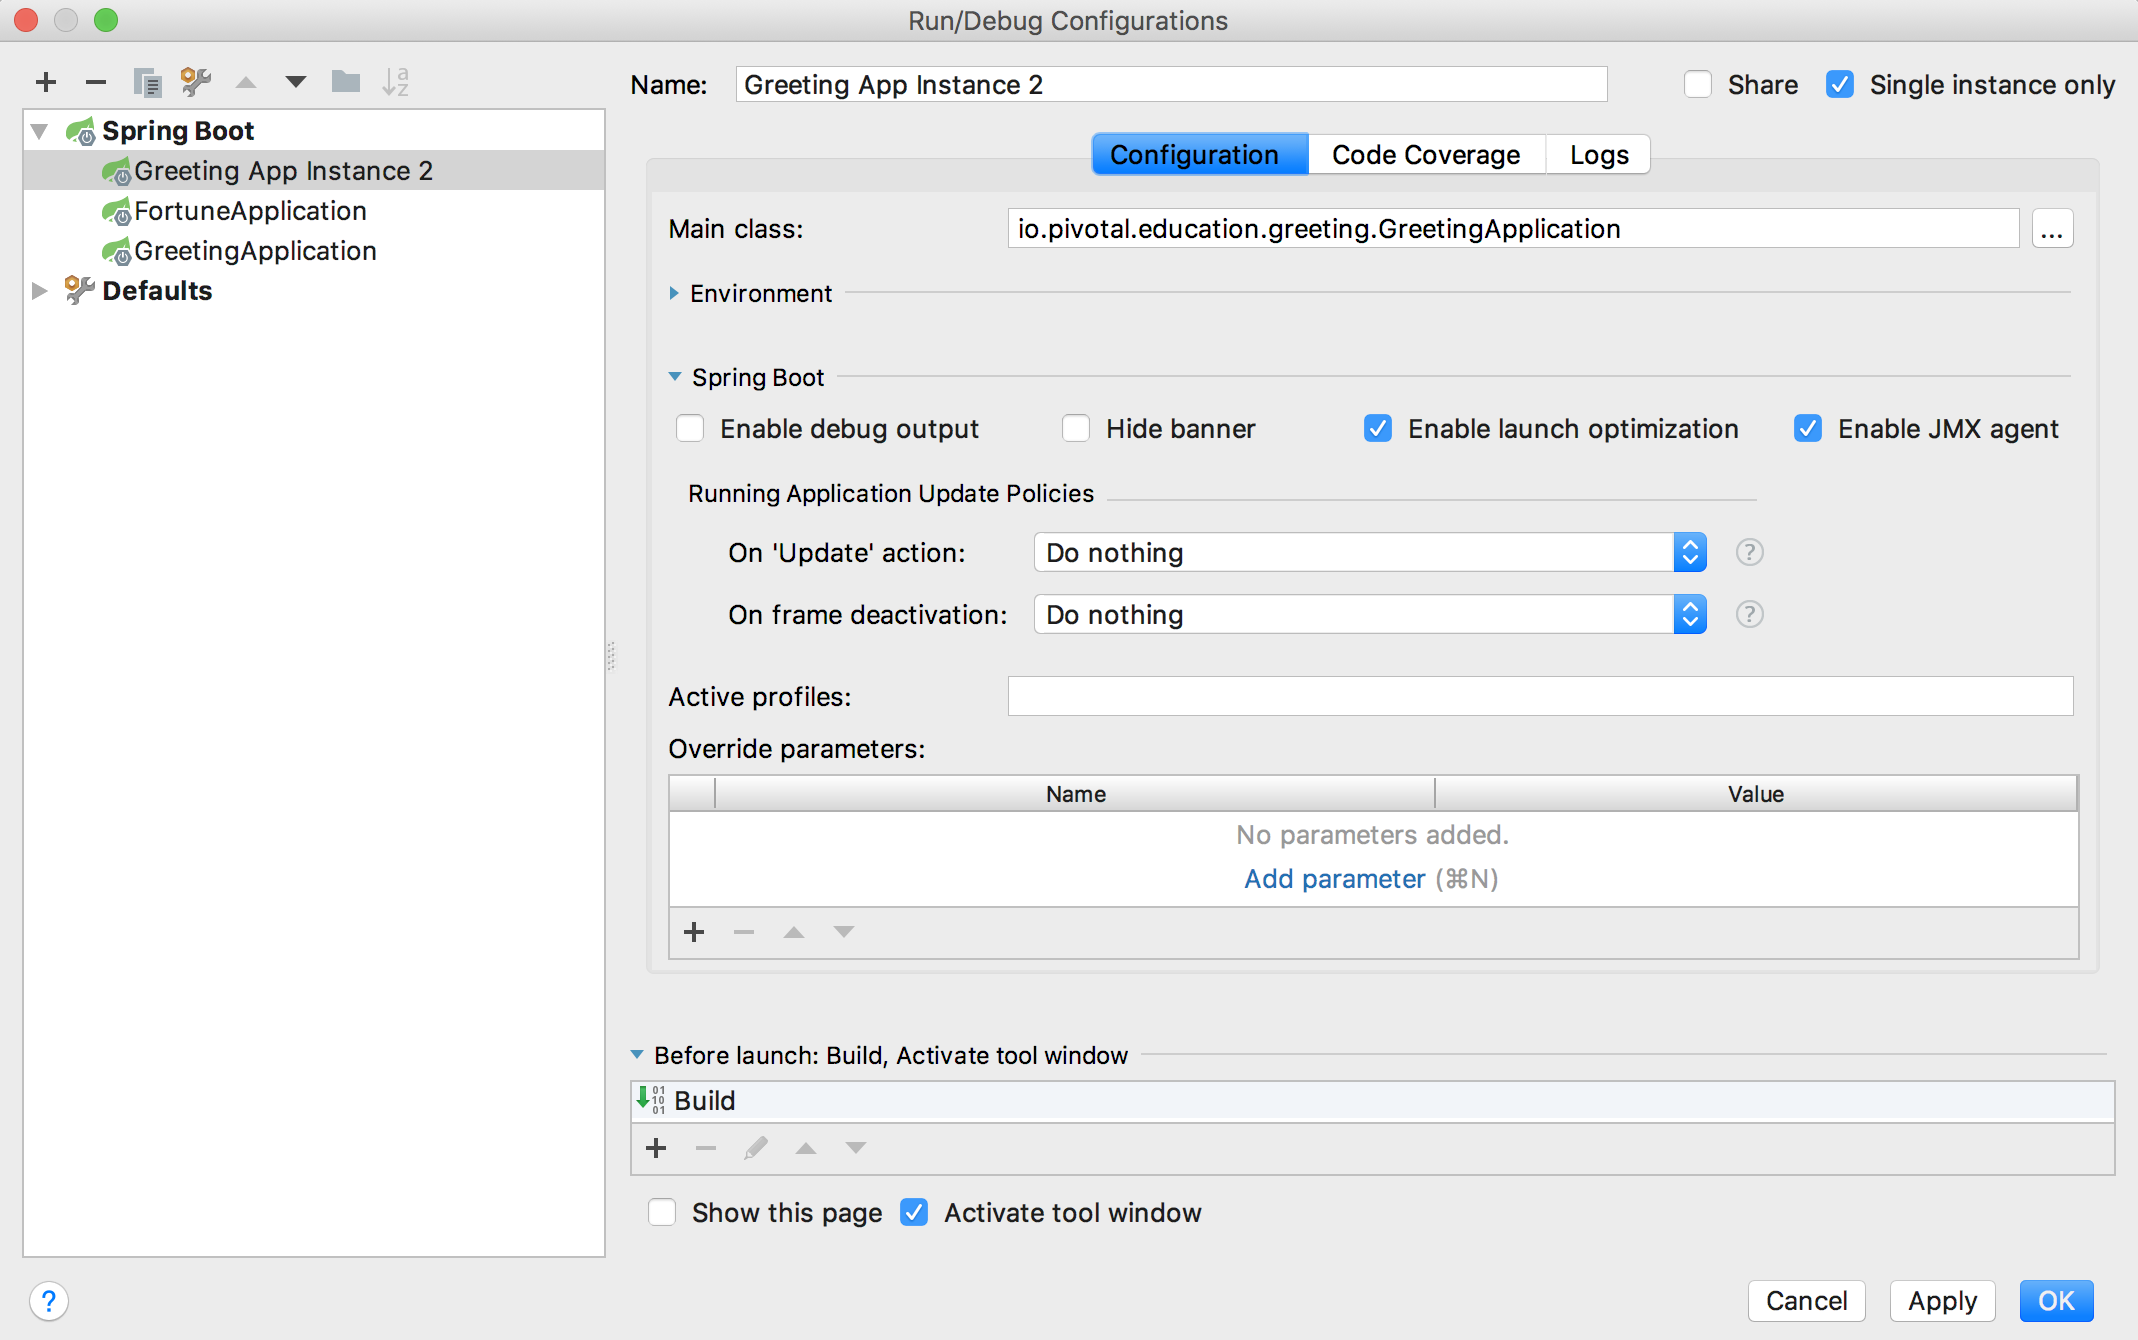 Run/Debug Configurations
Name: Greeting App Instance 2 Share Single instance only
Spring Boot
Greeting App Instance 2
FortuneApplication
GreetingApplication
Defaults
Configuration Code Coverage Logs
Main class: io.pivotal.education.greeting.GreetingApplication ...
Environment
Spring Boot
Enable debug output Hide banner Enable launch optimization Enable JMX agent
Running Application Update Policies
On 'Update' action: Do nothing ?
On frame deactivation: Do nothing ?
Active profiles:
Override parameters:
Name Value
No parameters added.
Add parameter (⌘N)
Before launch: Build, Activate tool window
Build
Show this page Activate tool window
? Cancel Apply OK